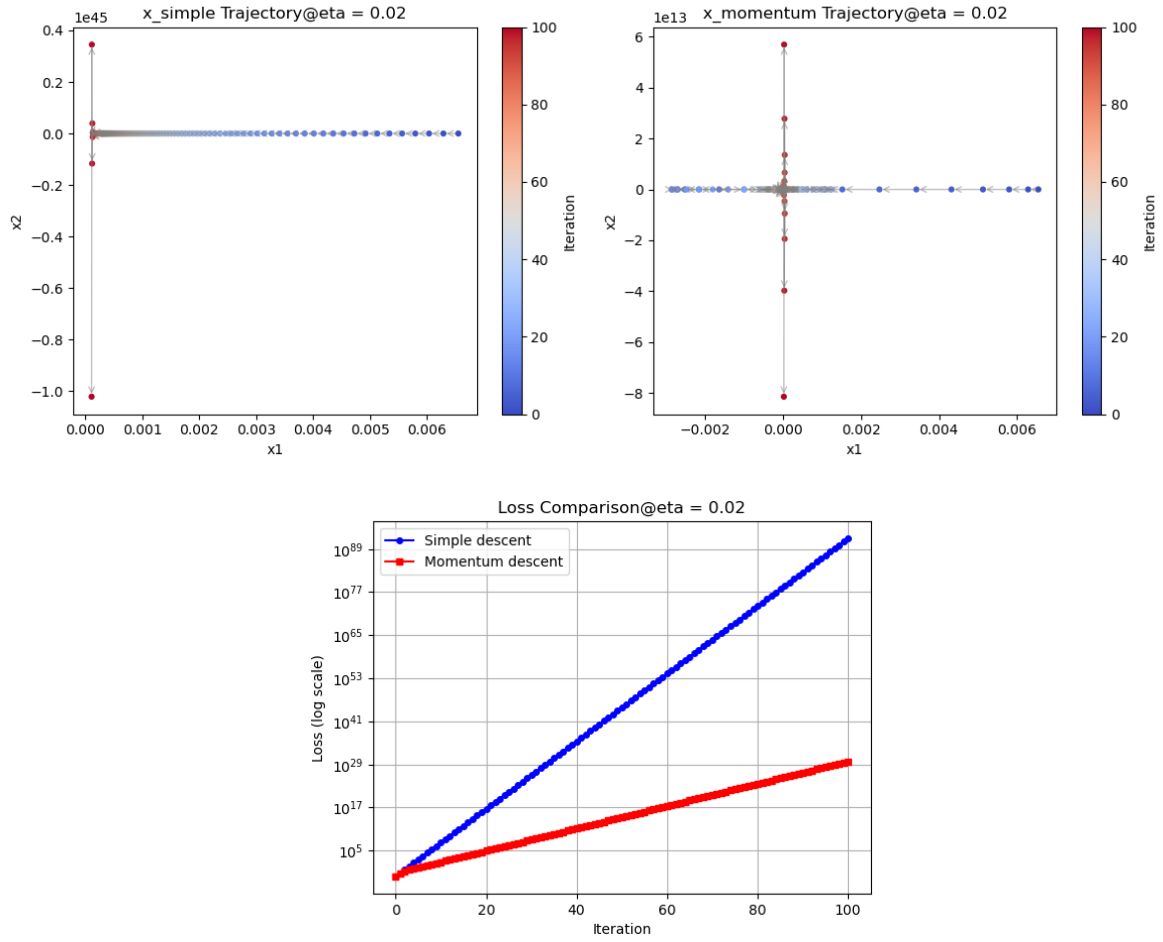 x_simple Trajectory@eta = 0.02
1e45
0.4
0.2
0.0
−0.2
−0.4
−0.6
−0.8
−1.0
x2
0.000 0.001 0.002 0.003 0.004 0.005 0.006
x1
100
80
60
40
20
0
Iteration
x_momentum Trajectory@eta = 0.02
1e13
6
4
2
0
−2
−4
−6
−8
x2
−0.002 0.000 0.002 0.004 0.006
x1
100
80
60
40
20
0
Iteration
Loss Comparison@eta = 0.02
Simple descent
Momentum descent
10^89
10^77
10^65
10^53
10^41
10^29
10^17
10^5
Loss (log scale)
0 20 40 60 80 100
Iteration